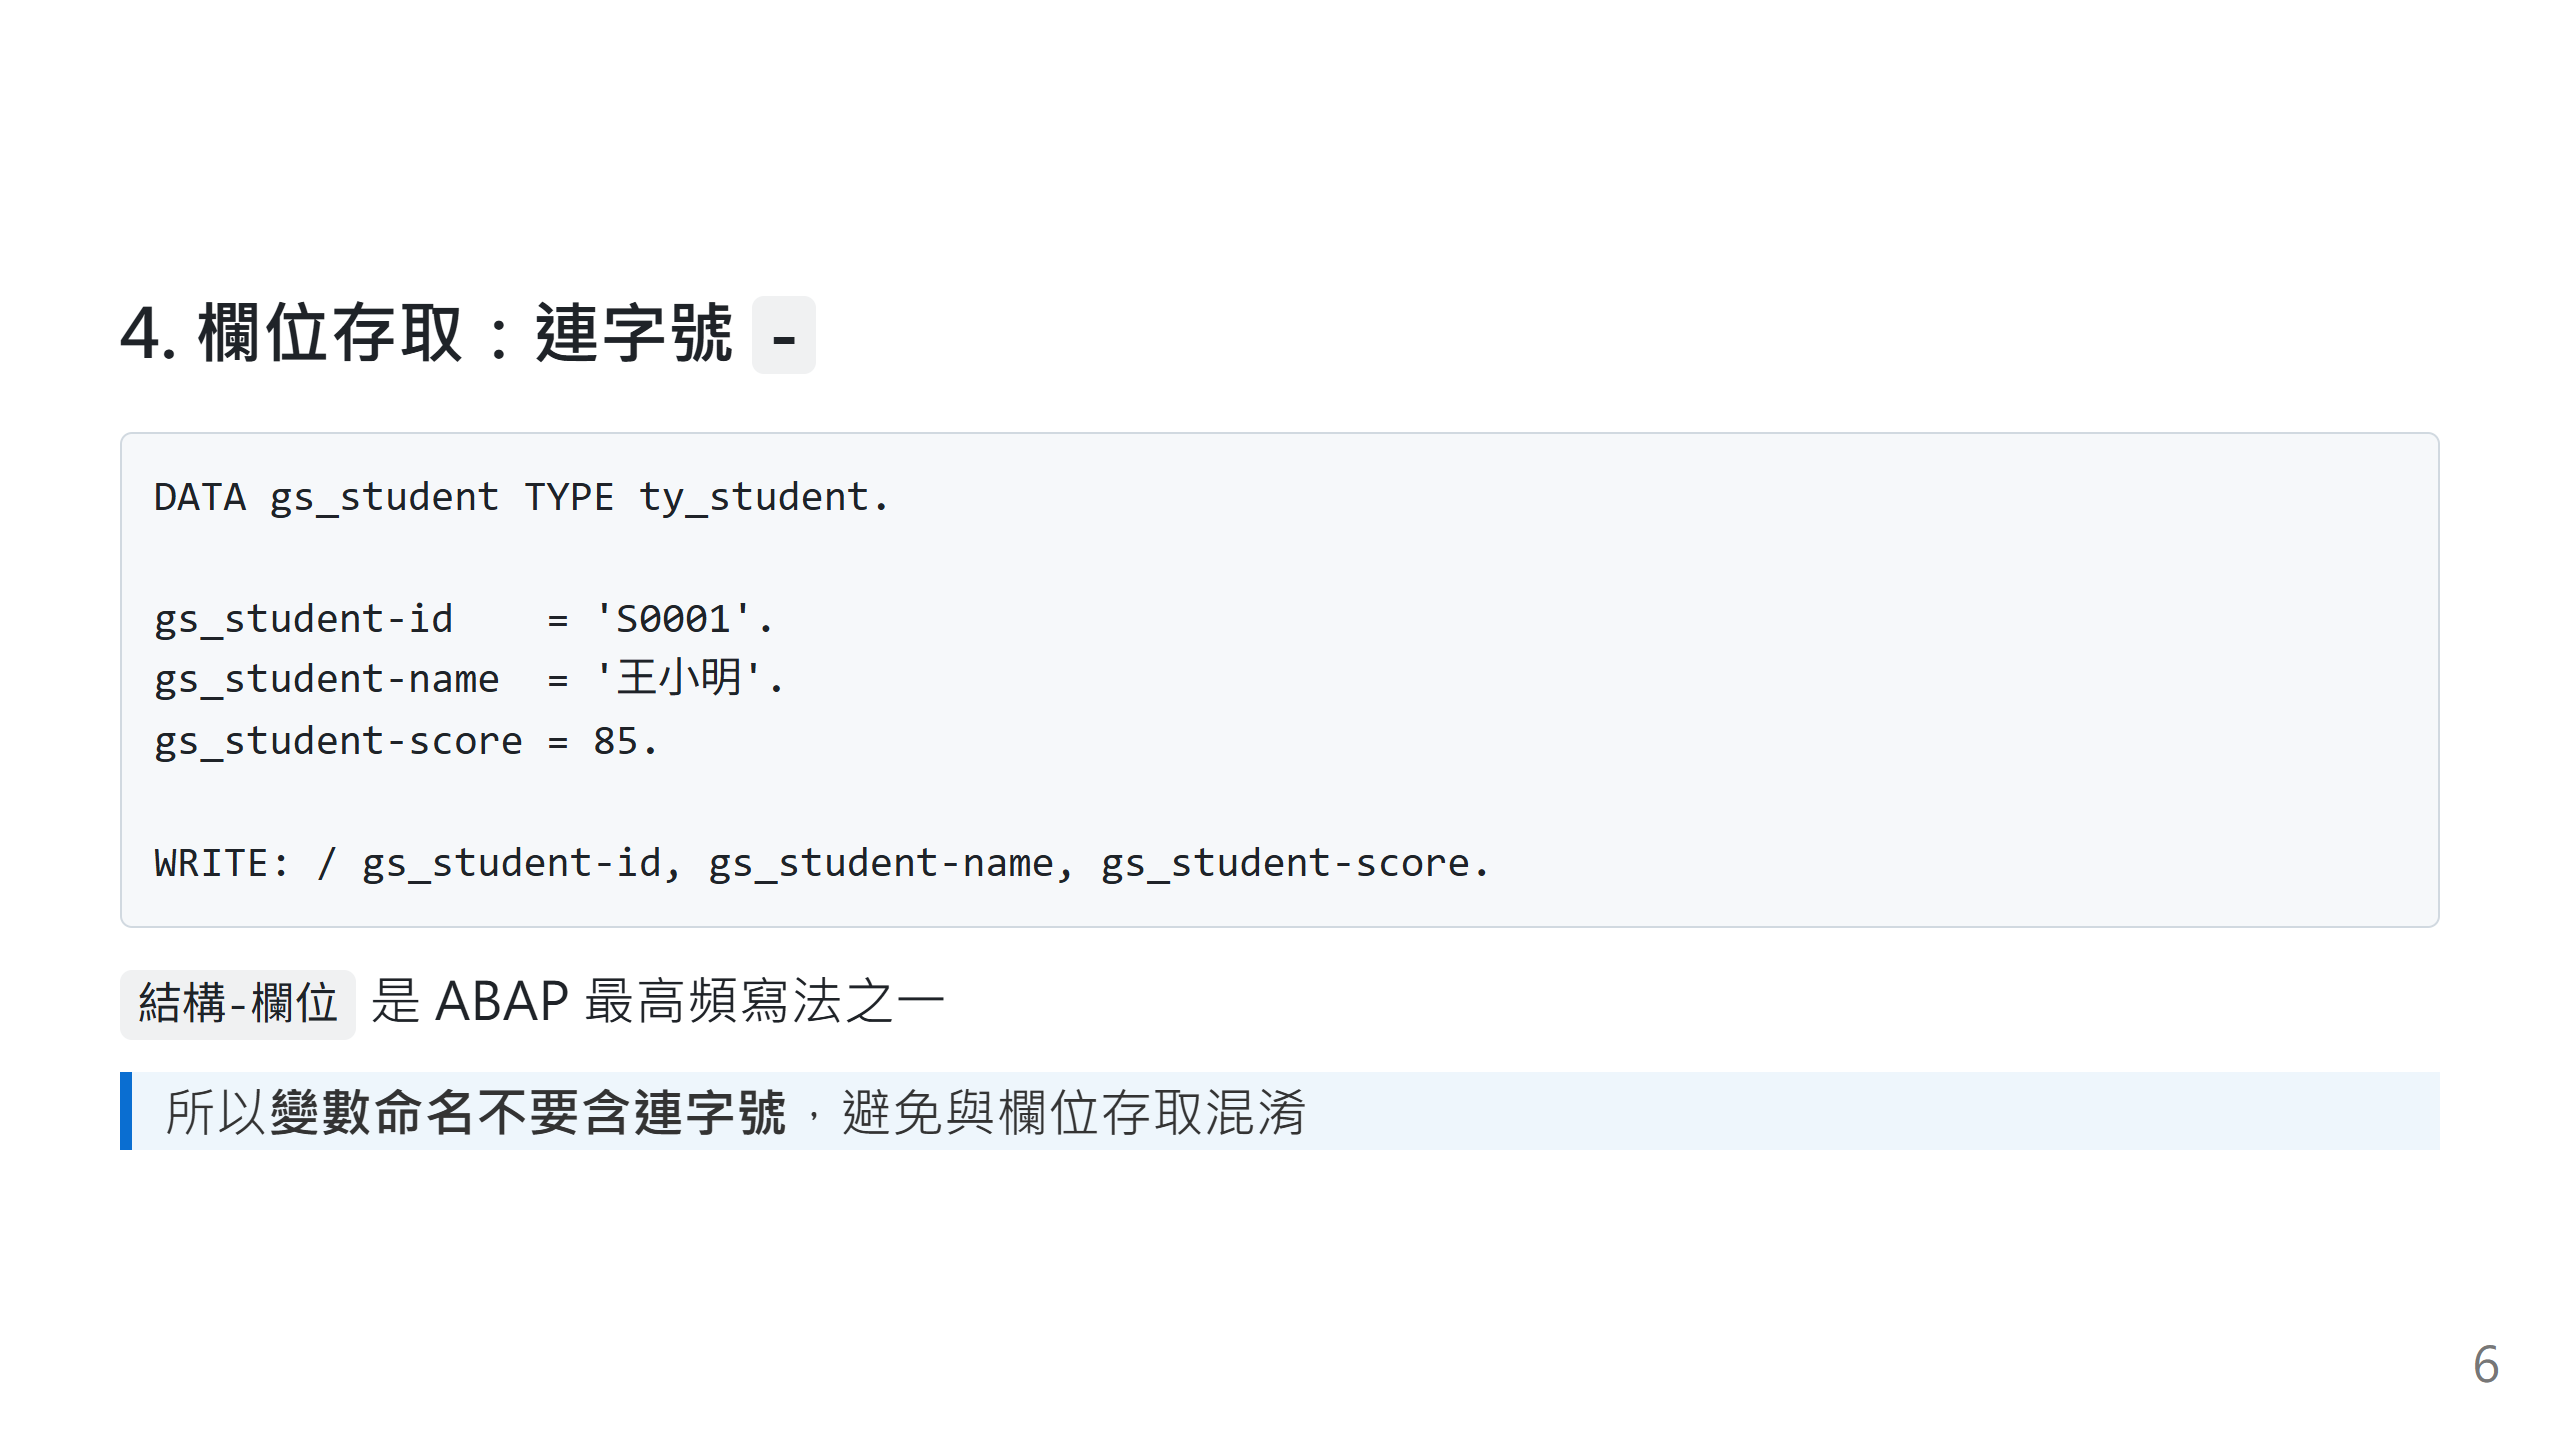 4. 欄位存取：連字號 -
DATA gs_student TYPE ty_student.
gs_student-id    = 'S0001'.
gs_student-name  = '王小明'.
gs_student-score = 85.
WRITE: / gs_student-id, gs_student-name, gs_student-score.
結構-欄位 是 ABAP 最高頻寫法之一
所以變數命名不要含連字號，避免與欄位存取混淆
6